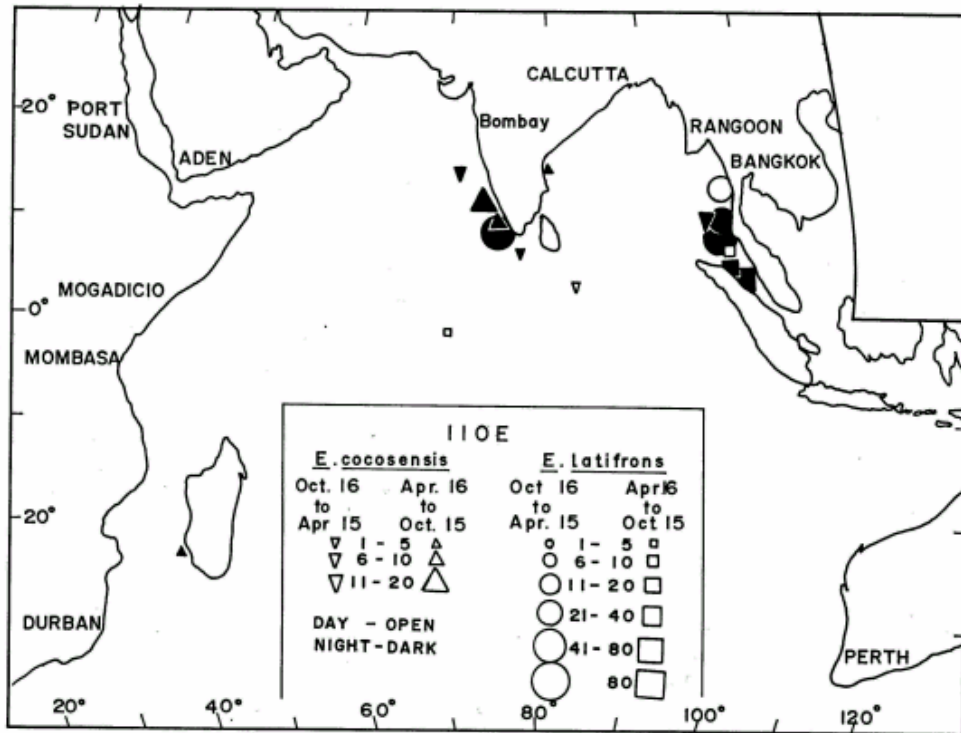 CALCUTTA
20°
PORT
SUDAN
Bombay
RANGOON
ADEN
BANGKOK
MOGADICIO
0°
MOMBASA
IIOE
E. cocosensis
E. latifrons
Oct. 16 Apr. 16
to to
Apr 15 Oct. 15
Oct 16 Apr.16
to to
Apr. 15 Oct 15
1 - 5
6 - 10
11 - 20
1 - 5
6 - 10
11 - 20
21 - 40
41 - 80
80
DAY - OPEN
NIGHT - DARK
20°
DURBAN
PERTH
20° 40° 60° 80° 100° 120°